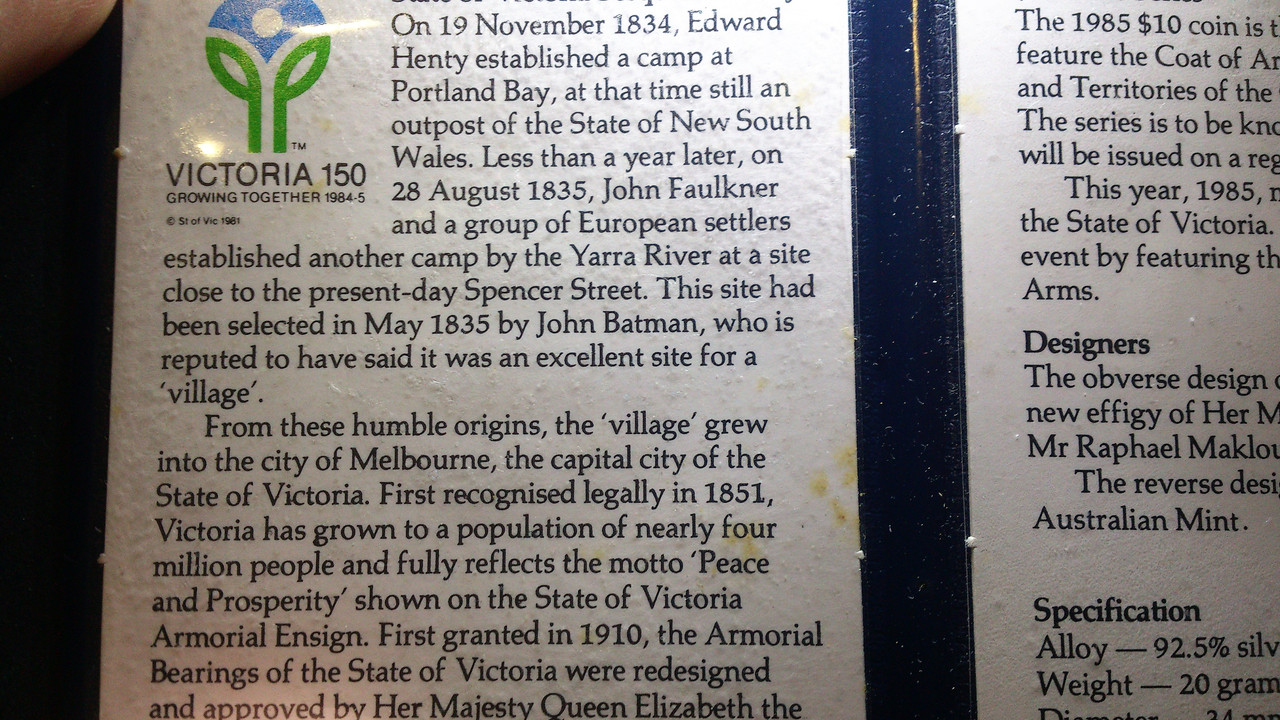 VICTORIA 150
TM
GROWING TOGETHER 1984-5
© St of Vic 1981
On 19 November 1834, Edward
Henty established a camp at
Portland Bay, at that time still an
outpost of the State of New South
Wales. Less than a year later, on
28 August 1835, John Faulkner
and a group of European settlers
established another camp by the Yarra River at a site
close to the present-day Spencer Street. This site had
been selected in May 1835 by John Batman, who is
reputed to have said it was an excellent site for a
‘village’.
From these humble origins, the ‘village’ grew
into the city of Melbourne, the capital city of the
State of Victoria. First recognised legally in 1851,
Victoria has grown to a population of nearly four
million people and fully reflects the motto ‘Peace
and Prosperity’ shown on the State of Victoria
Armorial Ensign. First granted in 1910, the Armorial
Bearings of the State of Victoria were redesigned
and approved by Her Majesty Queen Elizabeth the
The 1985 $10 coin is
feature the Coat of
and Territories of the
The series is to be
will be issued on a
This year, 1985,
the State of Victoria.
event by featuring
Arms.
Designers
The obverse design
new effigy of Her
Mr Raphael
The reverse
Australian Mint.
Specification
Alloy — 92.5%
Weight — 20
Diameter — 34